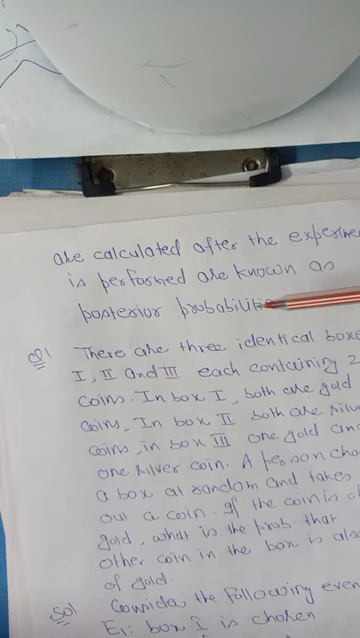 are calculated after the experime
is performed are known as
posterior probabilitie
Q1 There are three identical boxe
I, II and III each containing 2
coins. In box I, both are gold
coins, In box II both are silve
coins, in box III one gold and
one silver coin. A person cho
a box at random and takes
out a coin. If the coin is of
gold, what is the prob. that
other coin in the box is also
of gold.
Sol Consider the following even
E1: box I is chosen